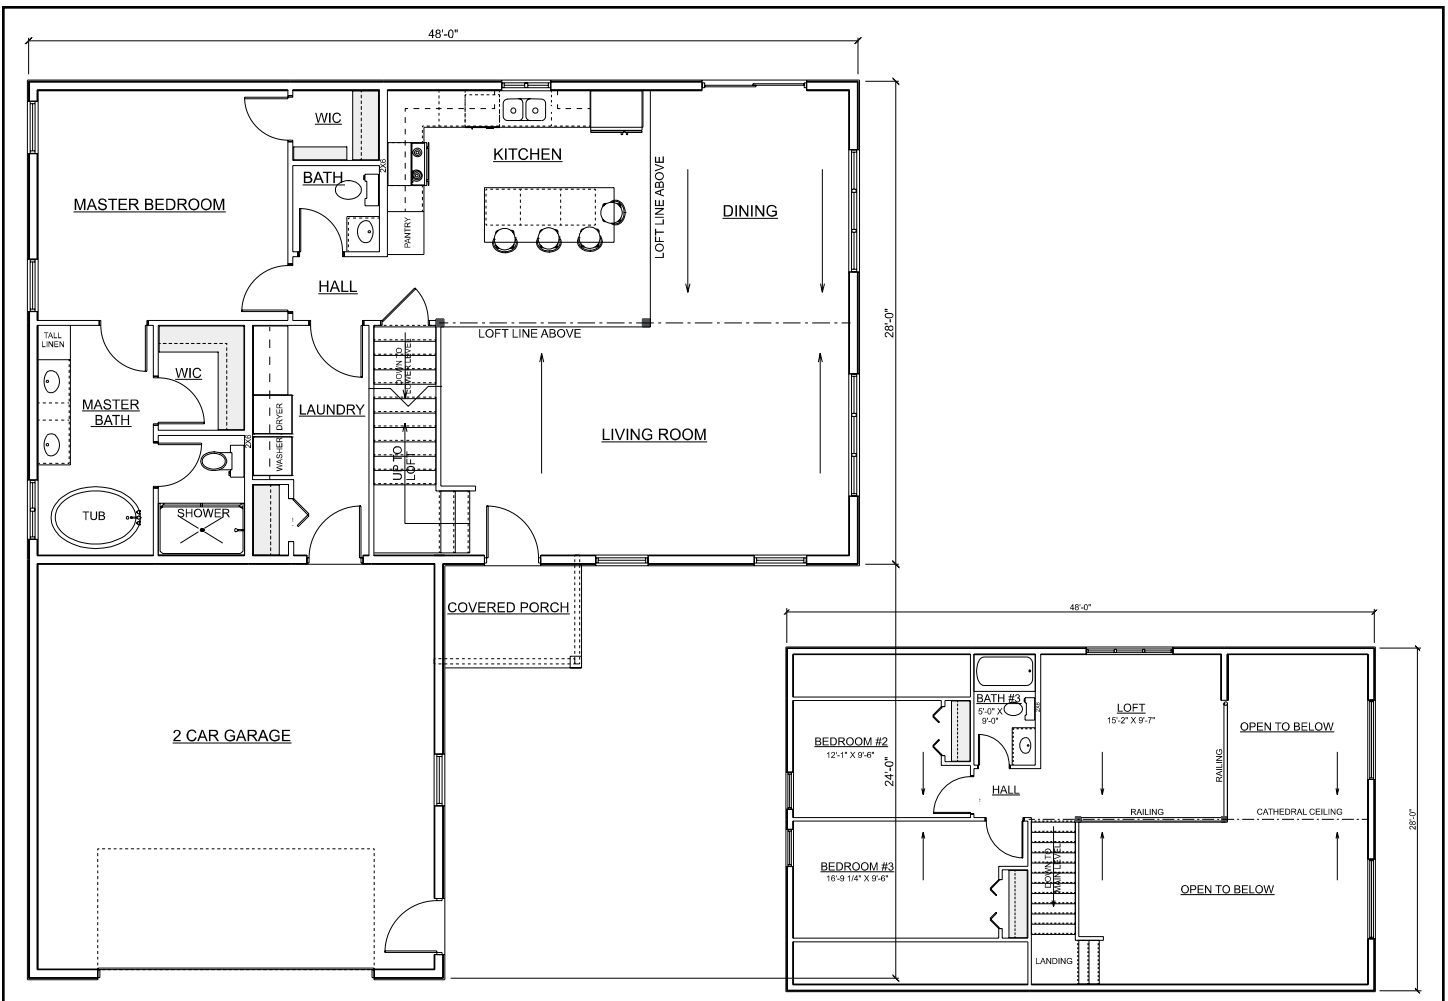 48'-0"
WIC
2X6
KITCHEN
BATH
MASTER BEDROOM
LOFT LINE ABOVE
DINING
PANTRY
HALL
LOFT LINE ABOVE
28'-0"
TALL
LINEN
DOWN TO
LOWER LEVEL
WIC
MASTER
BATH
DRYER
LAUNDRY
LIVING ROOM
2X6
WASHER
UP TO
LOFT
TUB
SHOWER
COVERED PORCH
2 CAR GARAGE
24'-0"
48'-0"
BATH #3
5'-0" X
9'-0"
2X6
LOFT
15'-2" X 9'-7"
OPEN TO BELOW
BEDROOM #2
12'-1" X 9'-6"
RAILING
HALL
RAILING
CATHEDRAL CEILING
28'-0"
BEDROOM #3
16'-9 1/4" X 9'-6"
DOWN TO
MAIN LEVEL
OPEN TO BELOW
LANDING